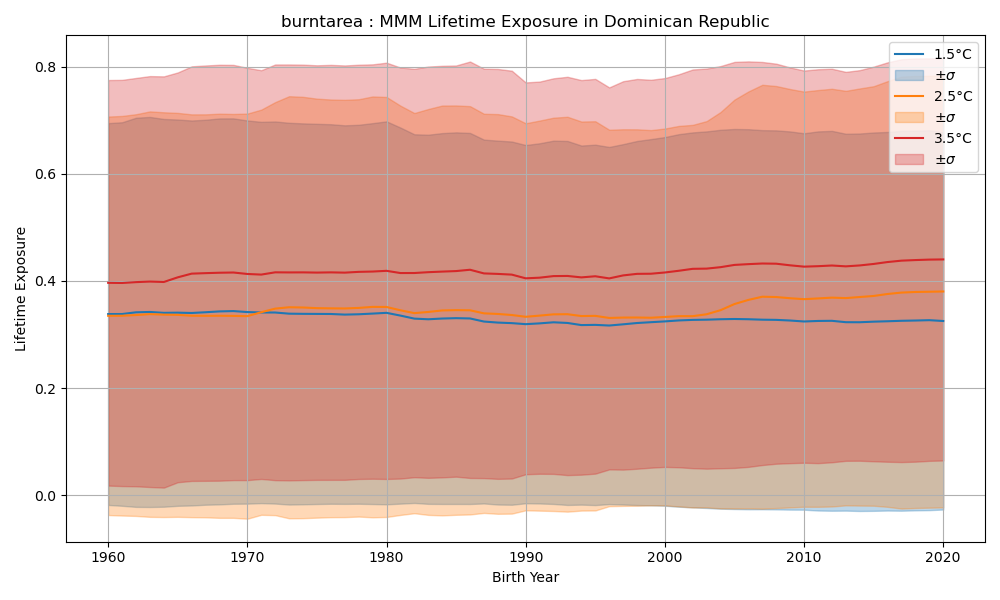 burntarea : MMM Lifetime Exposure in Dominican Republic
0.8
0.6
0.4
0.2
0.0
Lifetime Exposure
1960 1970 1980 1990 2000 2010 2020
Birth Year
1.5°C
±σ
2.5°C
±σ
3.5°C
±σ